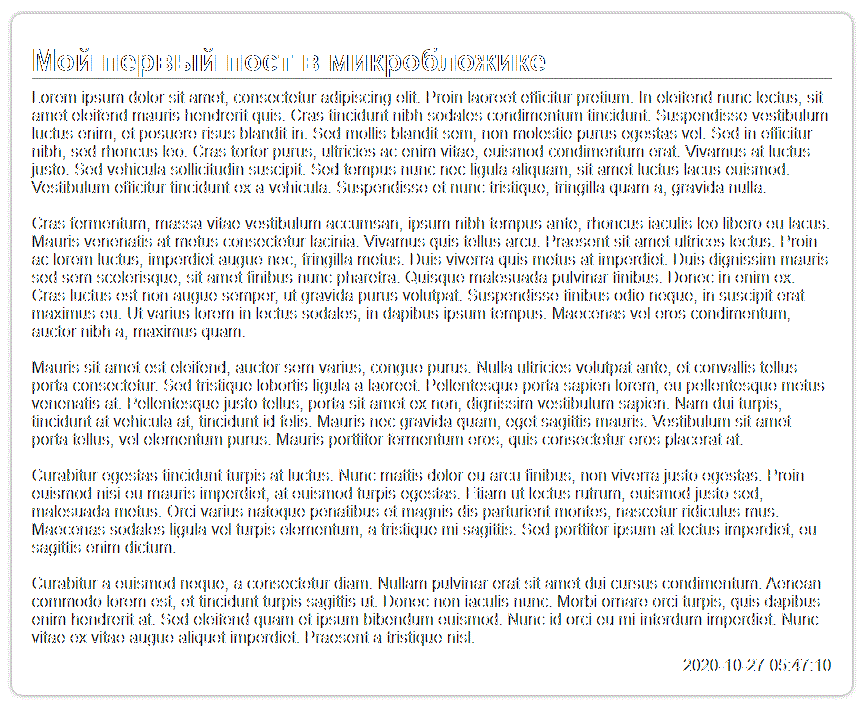 Мой первый пост в микробложике
Lorem ipsum dolor sit amet, consectetur adipiscing elit. Proin laoreet efficitur pretium. In eleifend nunc lectus, sit
amet eleifend mauris hendrerit quis. Cras tincidunt nibh sodales condimentum tincidunt. Suspendisse vestibulum
luctus enim, et posuere risus blandit in. Sed mollis blandit sem, non molestie purus egestas vel. Sed in efficitur
nibh, sed rhoncus leo. Cras tortor purus, ultricies ac enim vitae, euismod condimentum erat. Vivamus at luctus
justo. Sed vehicula sollicitudin suscipit. Sed tempus nunc nec ligula aliquam, sit amet luctus lacus euismod.
Vestibulum efficitur tincidunt ex a vehicula. Suspendisse et nunc tristique, fringilla quam a, gravida nulla.
Cras fermentum, massa vitae vestibulum accumsan, ipsum nibh tempus ante, rhoncus iaculis leo libero eu lacus.
Mauris venenatis at metus consectetur lacinia. Vivamus quis tellus arcu. Praesent sit amet ultrices lectus. Proin
ac lorem luctus, imperdiet augue nec, fringilla metus. Duis viverra quis metus at imperdiet. Duis dignissim mauris
sed sem scelerisque, sit amet finibus nunc pharetra. Quisque malesuada pulvinar finibus. Donec in enim ex.
Cras luctus est non augue semper, ut gravida purus volutpat. Suspendisse finibus odio neque, in suscipit erat
maximus eu. Ut varius lorem in lectus sodales, in dapibus ipsum tempus. Maecenas vel eros condimentum,
auctor nibh a, maximus quam.
Mauris sit amet est eleifend, auctor sem varius, congue purus. Nulla ultricies volutpat ante, et convallis tellus
porta consectetur. Sed tristique lobortis ligula a laoreet. Pellentesque porta sapien lorem, eu pellentesque metus
venenatis at. Pellentesque justo tellus, porta sit amet ex non, dignissim vestibulum sapien. Nam dui turpis,
tincidunt at vehicula at, tincidunt id felis. Mauris nec gravida quam, eget sagittis mauris. Vestibulum sit amet
porta tellus, vel elementum purus. Mauris porttitor fermentum eros, quis consectetur eros placerat at.
Curabitur egestas tincidunt turpis at luctus. Nunc mattis dolor eu arcu finibus, non viverra justo egestas. Proin
euismod nisi eu mauris imperdiet, at euismod turpis egestas. Etiam ut lectus rutrum, euismod justo sed,
malesuada metus. Orci varius natoque penatibus et magnis dis parturient montes, nascetur ridiculus mus.
Maecenas sodales ligula vel turpis elementum, a tristique mi sagittis. Sed porttitor ipsum at lectus imperdiet, eu
sagittis enim dictum.
Curabitur a euismod neque, a consectetur diam. Nullam pulvinar erat sit amet dui cursus condimentum. Aenean
commodo lorem est, et tincidunt turpis sagittis ut. Donec non iaculis nunc. Morbi ornare orci turpis, quis dapibus
enim hendrerit at. Sed eleifend quam et ipsum bibendum euismod. Nunc id orci eu mi interdum imperdiet. Nunc
vitae ex vitae augue aliquet imperdiet. Praesent a tristique nisl.
2020-10-27 05:47:10